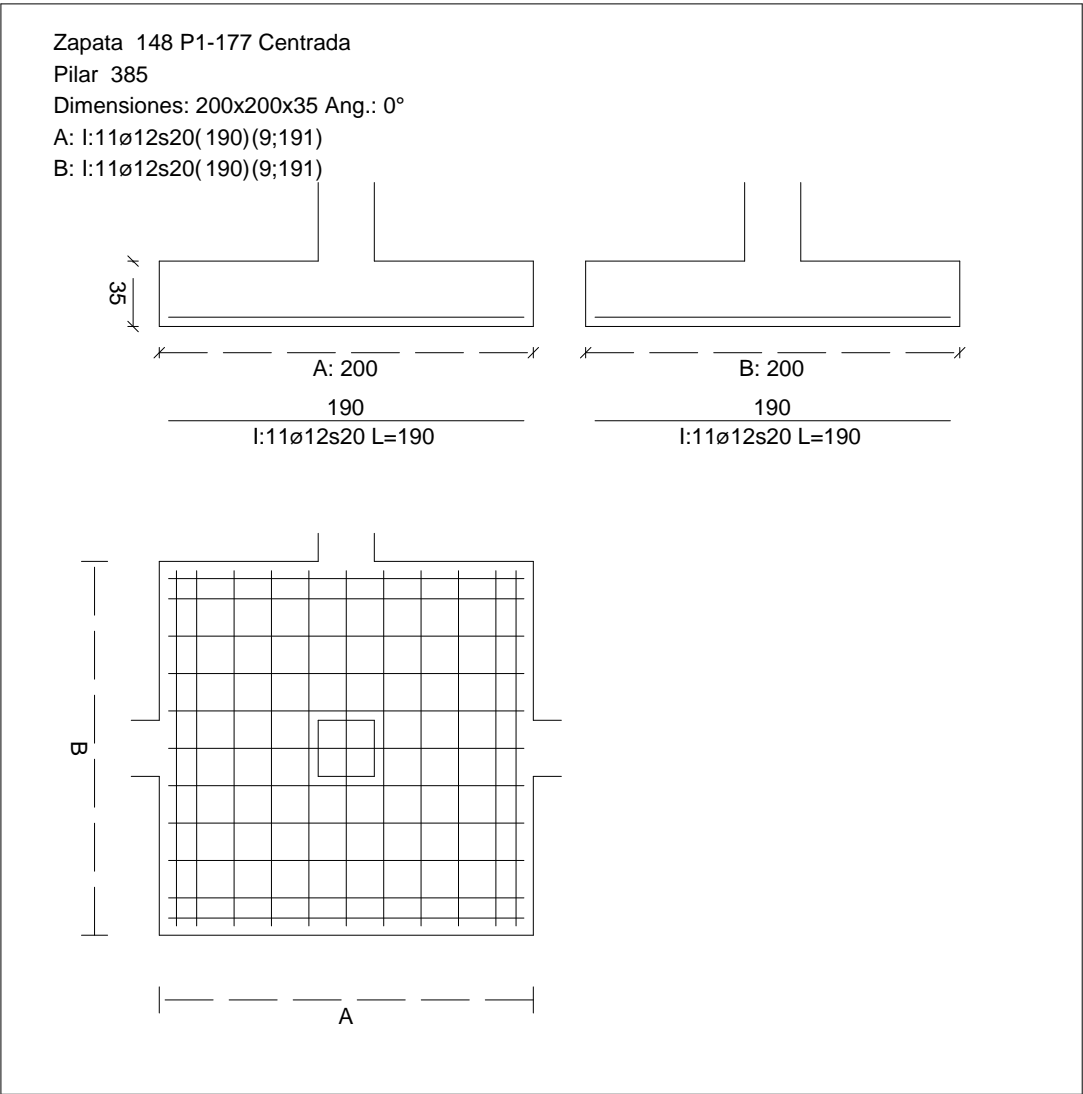 Zapata 148 P1-177 Centrada
Pilar 385
Dimensiones: 200x200x35 Ang.: 0°
A: I:11ø12s20(190)(9;191)
B: I:11ø12s20(190)(9;191)
35
A: 200
B: 200
190
190
I:11ø12s20 L=190
I:11ø12s20 L=190
B
A